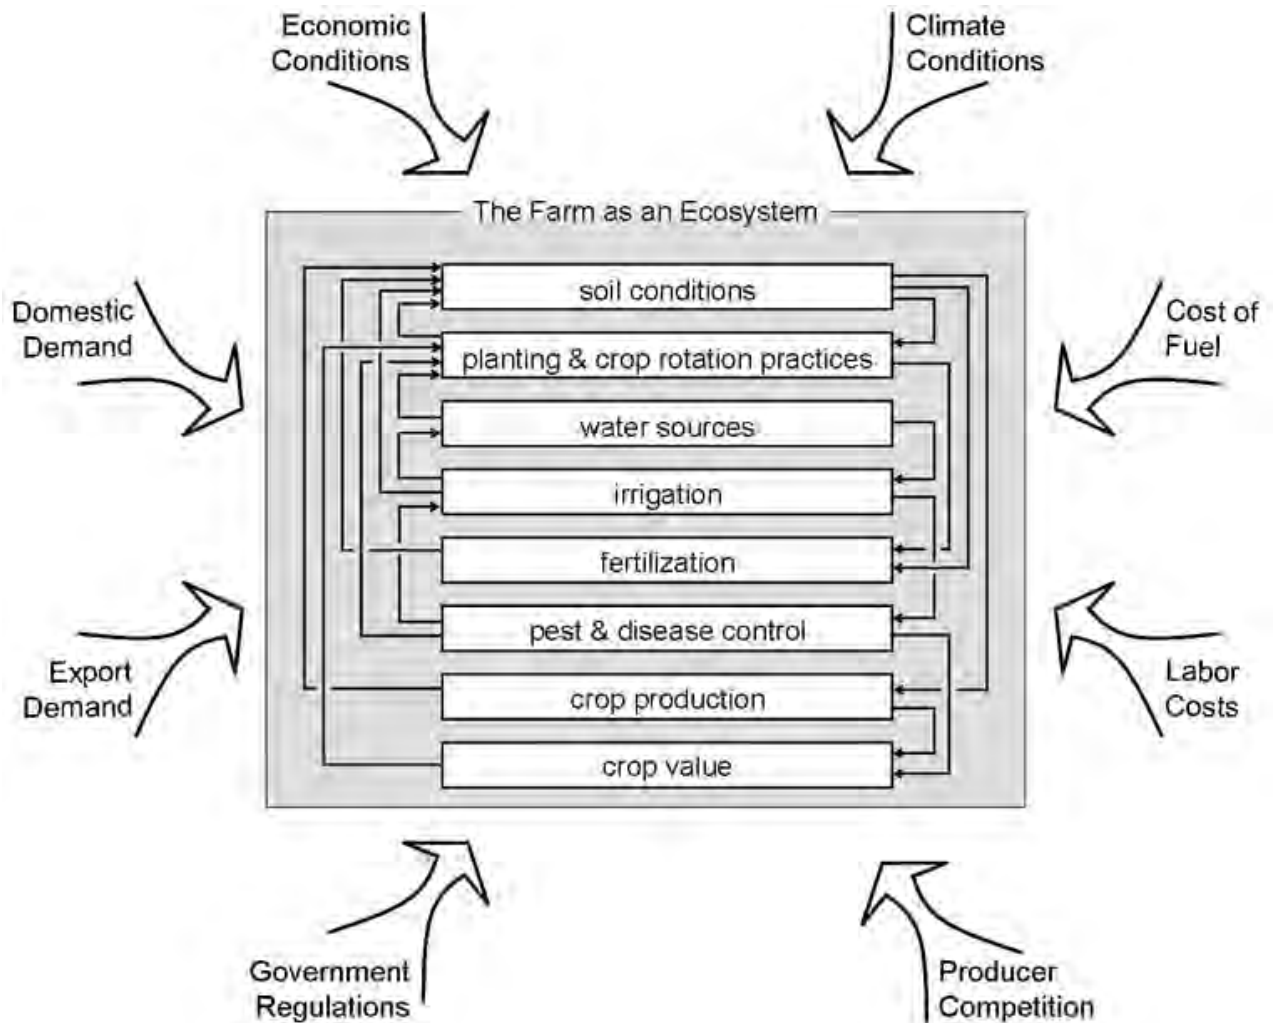 Economic
Conditions
Climate
Conditions
The Farm as an Ecosystem
soil conditions
Domestic
Demand
Cost of
Fuel
planting & crop rotation practices
water sources
irrigation
fertilization
pest & disease control
Export
Demand
Labor
Costs
crop production
crop value
Government
Regulations
Producer
Competition